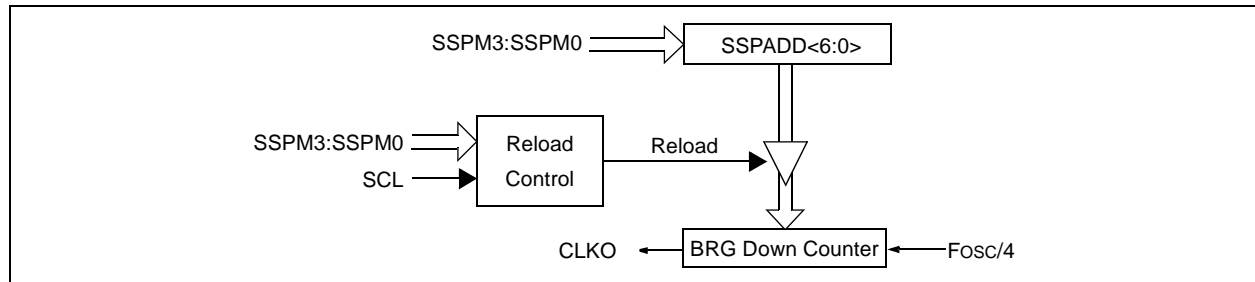 SSPM3:SSPM0
SSPADD<6:0>
SSPM3:SSPM0
SCL
Reload
Control
Reload
CLKO
BRG Down Counter
FOSC/4